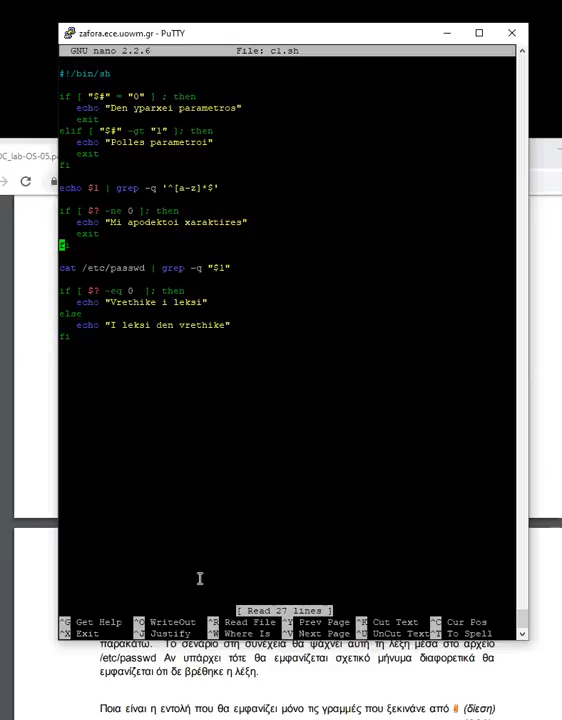 zafora.ece.uowm.gr - PuTTY
GNU nano 2.2.6 File: c1.sh
#!/bin/sh
if [ "$#" = "0" ] ; then
echo "Den yparxei parametros"
exit
elif [ "$#" -gt "1" ]; then
echo "Polles parametroi"
exit
fi
echo $1 | grep -q '^[a-z]*$'
if [ $? -ne 0 ]; then
echo "Mi apodektoi xaraktires"
exit
fi
cat /etc/passwd | grep -q "$1"
if [ $? -eq 0 ]; then
echo "Vrethike i leksi"
else
echo "I leksi den vrethike"
fi
[ Read 27 lines ]
^G Get Help ^O WriteOut ^R Read File ^Y Prev Page ^K Cut Text ^C Cur Pos
^X Exit ^J Justify ^W Where Is ^V Next Page ^U UnCut Text ^T To Spell
DC_lab-OS-05.p
παρακάτω. Το σενάριο στη συνέχεια θα ψάχνει αυτή τη λέξη μέσα στο αρχείο
/etc/passwd Αν υπάρχει τότε θα εμφανίζεται σχετικό μήνυμα διαφορετικά θα
εμφανίζεται ότι δε βρέθηκε η λέξη.
Ποια είναι η εντολή που θα εμφανίζει μόνο τις γραμμές που ξεκινάνε από # (δίεση)